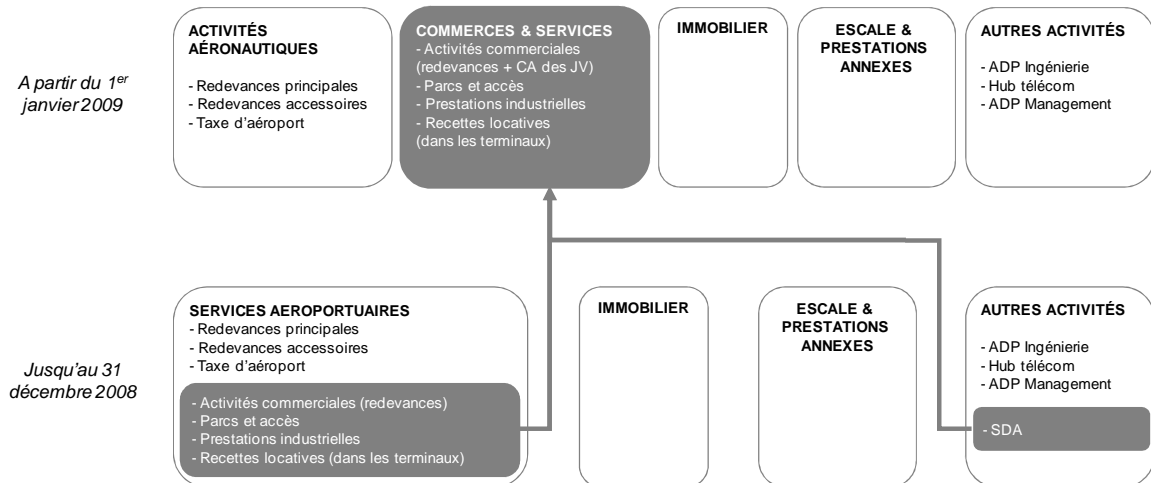 A partir du 1er
janvier 2009
ACTIVITÉS
AÉRONAUTIQUES
- Redevances principales
- Redevances accessoires
- Taxe d'aéroport
COMMERCES & SERVICES
- Activités commerciales
(redevances + CA des JV)
- Parcs et accès
- Prestations industrielles
- Recettes locatives
(dans les terminaux)
IMMOBILIER
ESCALE &
PRESTATIONS
ANNEXES
AUTRES ACTIVITÉS
- ADP Ingénierie
- Hub télécom
- ADP Management
Jusqu'au 31
décembre 2008
SERVICES AEROPORTUAIRES
- Redevances principales
- Redevances accessoires
- Taxe d'aéroport
- Activités commerciales (redevances)
- Parcs et accès
- Prestations industrielles
- Recettes locatives (dans les terminaux)
IMMOBILIER
ESCALE &
PRESTATIONS
ANNEXES
AUTRES ACTIVITÉS
- ADP Ingénierie
- Hub télécom
- ADP Management
- SDA